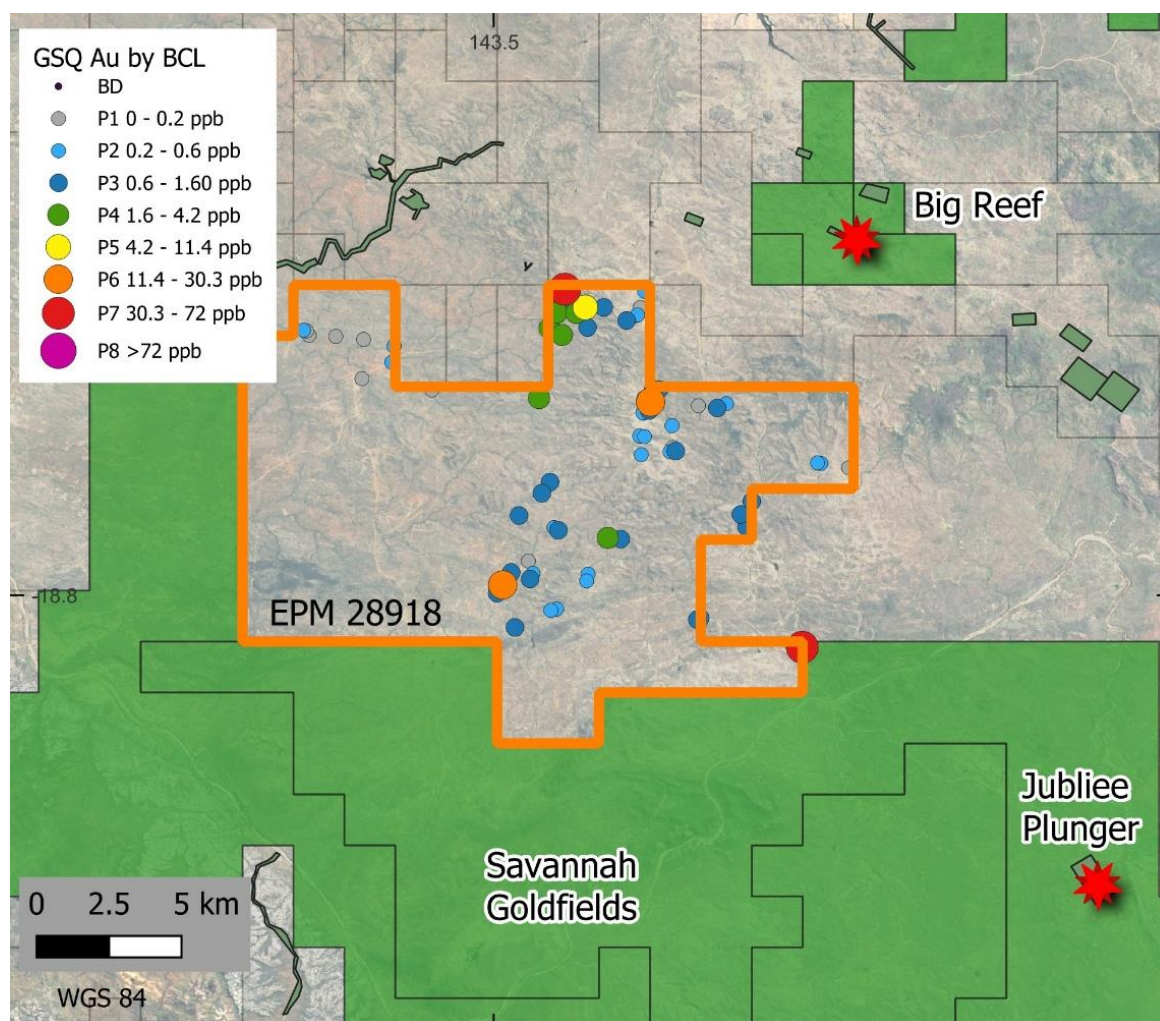 143.5
GSQ Au by BCL
BD
P1 0 - 0.2 ppb
P2 0.2 - 0.6 ppb
P3 0.6 - 1.60 ppb
P4 1.6 - 4.2 ppb
P5 4.2 - 11.4 ppb
P6 11.4 - 30.3 ppb
P7 30.3 - 72 ppb
P8 >72 ppb
Big Reef
-18.8
EPM 28918
Jubliee
Plunger
Savannah
Goldfields
0 2.5 5 km
WGS 84